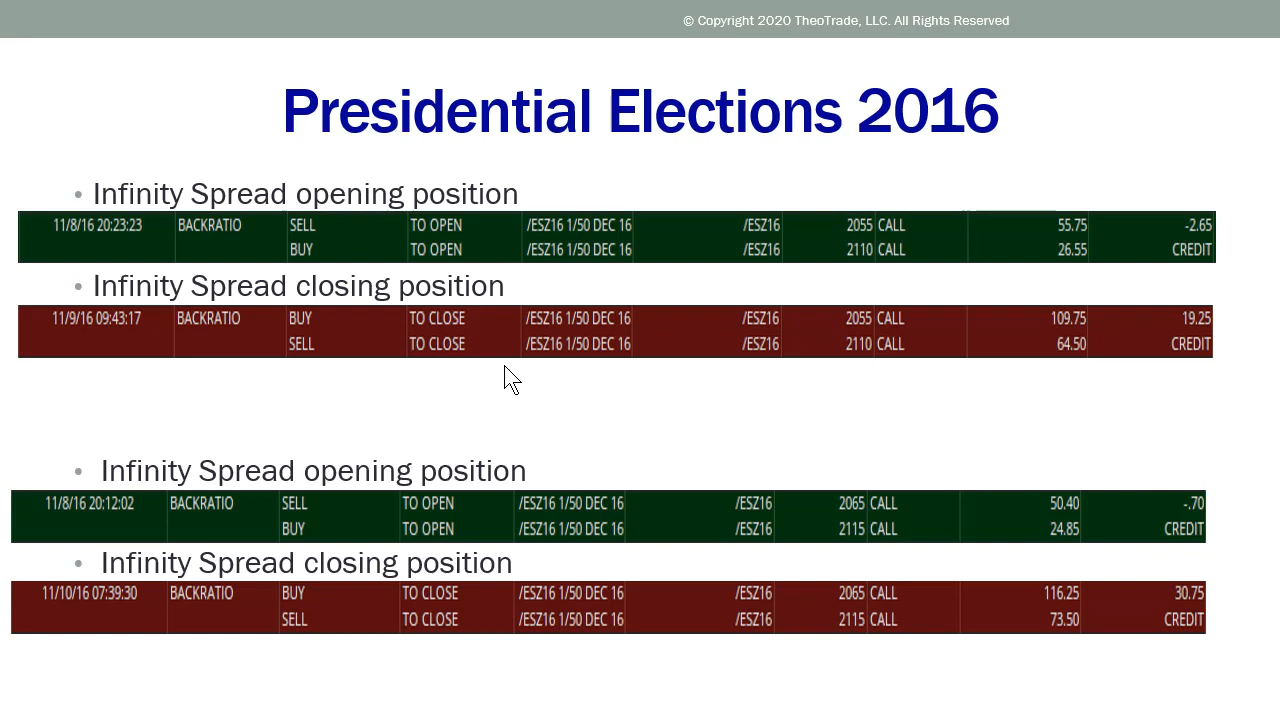 © Copyright 2020 TheoTrade, LLC. All Rights Reserved
Presidential Elections 2016
• Infinity Spread opening position
11/8/16 20:23:23 BACKRATIO SELL TO OPEN /ESZ16 1/50 DEC 16 /ESZ16 2055 CALL 55.75 -2.65
BUY TO OPEN /ESZ16 1/50 DEC 16 /ESZ16 2110 CALL 26.55 CREDIT
• Infinity Spread closing position
11/9/16 09:43:17 BACKRATIO BUY TO CLOSE /ESZ16 1/50 DEC 16 /ESZ16 2055 CALL 109.75 19.25
SELL TO CLOSE /ESZ16 1/50 DEC 16 /ESZ16 2110 CALL 64.50 CREDIT
• Infinity Spread opening position
11/8/16 20:12:02 BACKRATIO SELL TO OPEN /ESZ16 1/50 DEC 16 /ESZ16 2065 CALL 50.40 -.70
BUY TO OPEN /ESZ16 1/50 DEC 16 /ESZ16 2115 CALL 24.85 CREDIT
• Infinity Spread closing position
11/10/16 07:39:30 BACKRATIO BUY TO CLOSE /ESZ16 1/50 DEC 16 /ESZ16 2065 CALL 116.25 30.75
SELL TO CLOSE /ESZ16 1/50 DEC 16 /ESZ16 2115 CALL 73.50 CREDIT